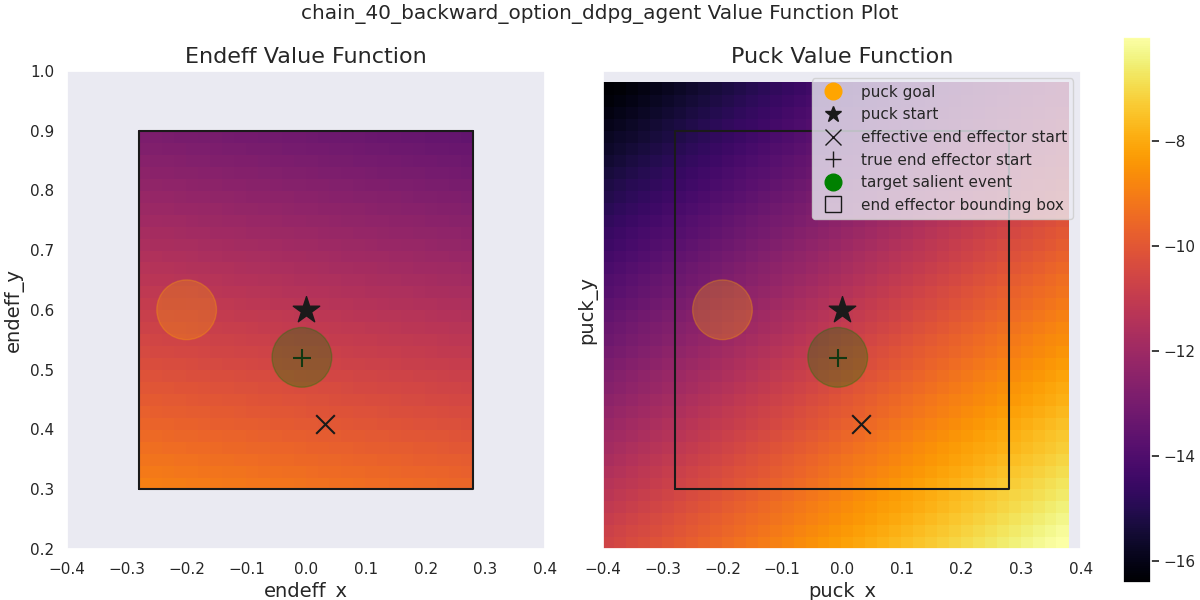 chain_40_backward_option_ddpg_agent Value Function Plot
Endeff Value Function
Puck Value Function
1.0
0.9
0.8
0.7
0.6
0.5
0.4
0.3
0.2
endeff_y
−0.4 −0.3 −0.2 −0.1 0.0 0.1 0.2 0.3 0.4
endeff_x
puck_y
puck goal
puck start
effective end effector start
true end effector start
target salient event
end effector bounding box
−0.4 −0.3 −0.2 −0.1 0.0 0.1 0.2 0.3 0.4
puck_x
−8
−10
−12
−14
−16